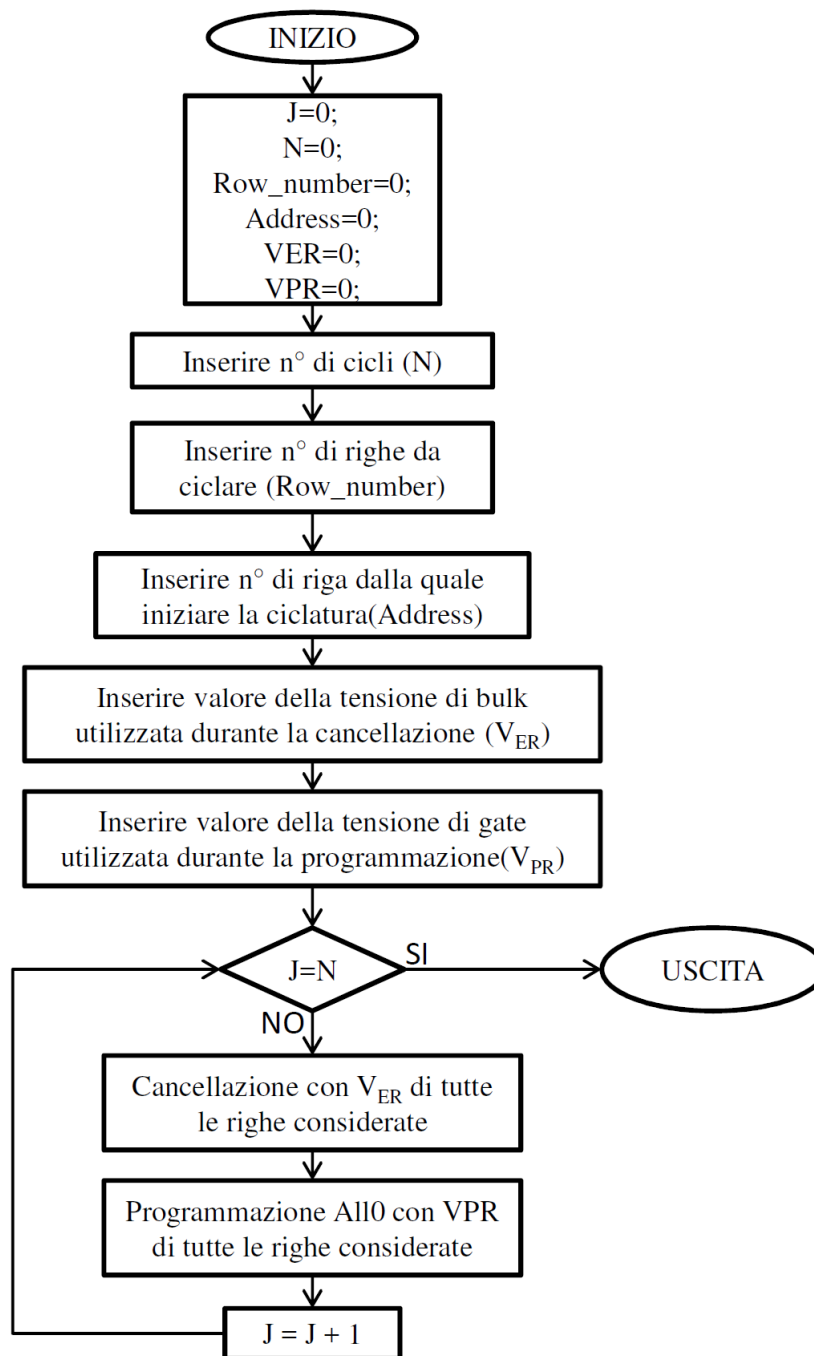 INIZIO
J=0;
N=0;
Row_number=0;
Address=0;
VER=0;
VPR=0;
Inserire n° di cicli (N)
Inserire n° di righe da
ciclare (Row_number)
Inserire n° di riga dalla quale
iniziare la ciclatura(Address)
Inserire valore della tensione di bulk
utilizzata durante la cancellazione (V_ER)
Inserire valore della tensione di gate
utilizzata durante la programmazione(V_PR)
J=N
SI
USCITA
NO
Cancellazione con V_ER di tutte
le righe considerate
Programmazione All0 con VPR
di tutte le righe considerate
J = J + 1